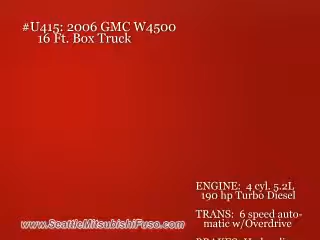 #U415: 2006 GMC W4500
16 Ft. Box Truck
ENGINE: 4 cyl. 5.2L
190 hp Turbo Diesel
TRANS: 6 speed auto-
matic w/Overdrive
www.SeattleMitsubishiFuso.com